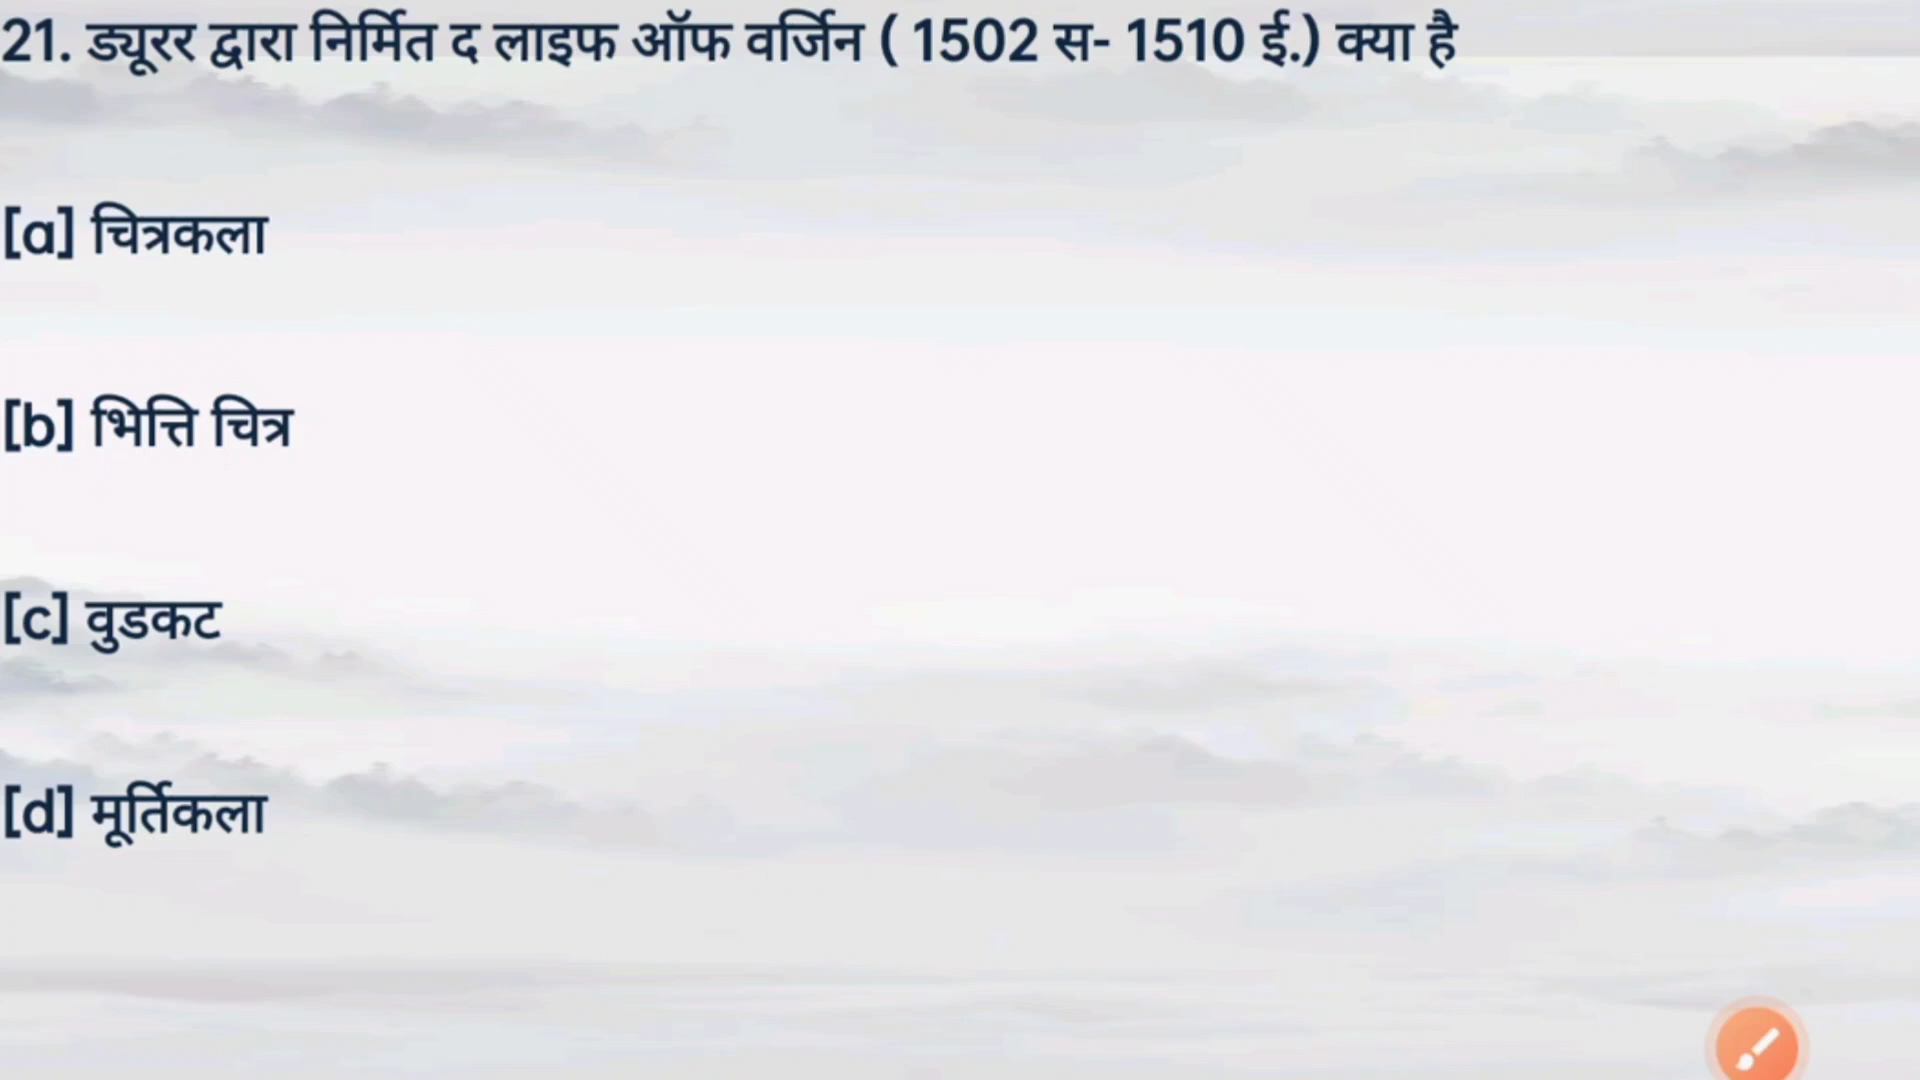 21. ड्यूरर द्वारा निर्मित द लाइफ ऑफ वर्जिन ( 1502 स- 1510 ई.) क्या है
[a] चित्रकला
[b] भित्ति चित्र
[c] वुडकट
[d] मूर्तिकला